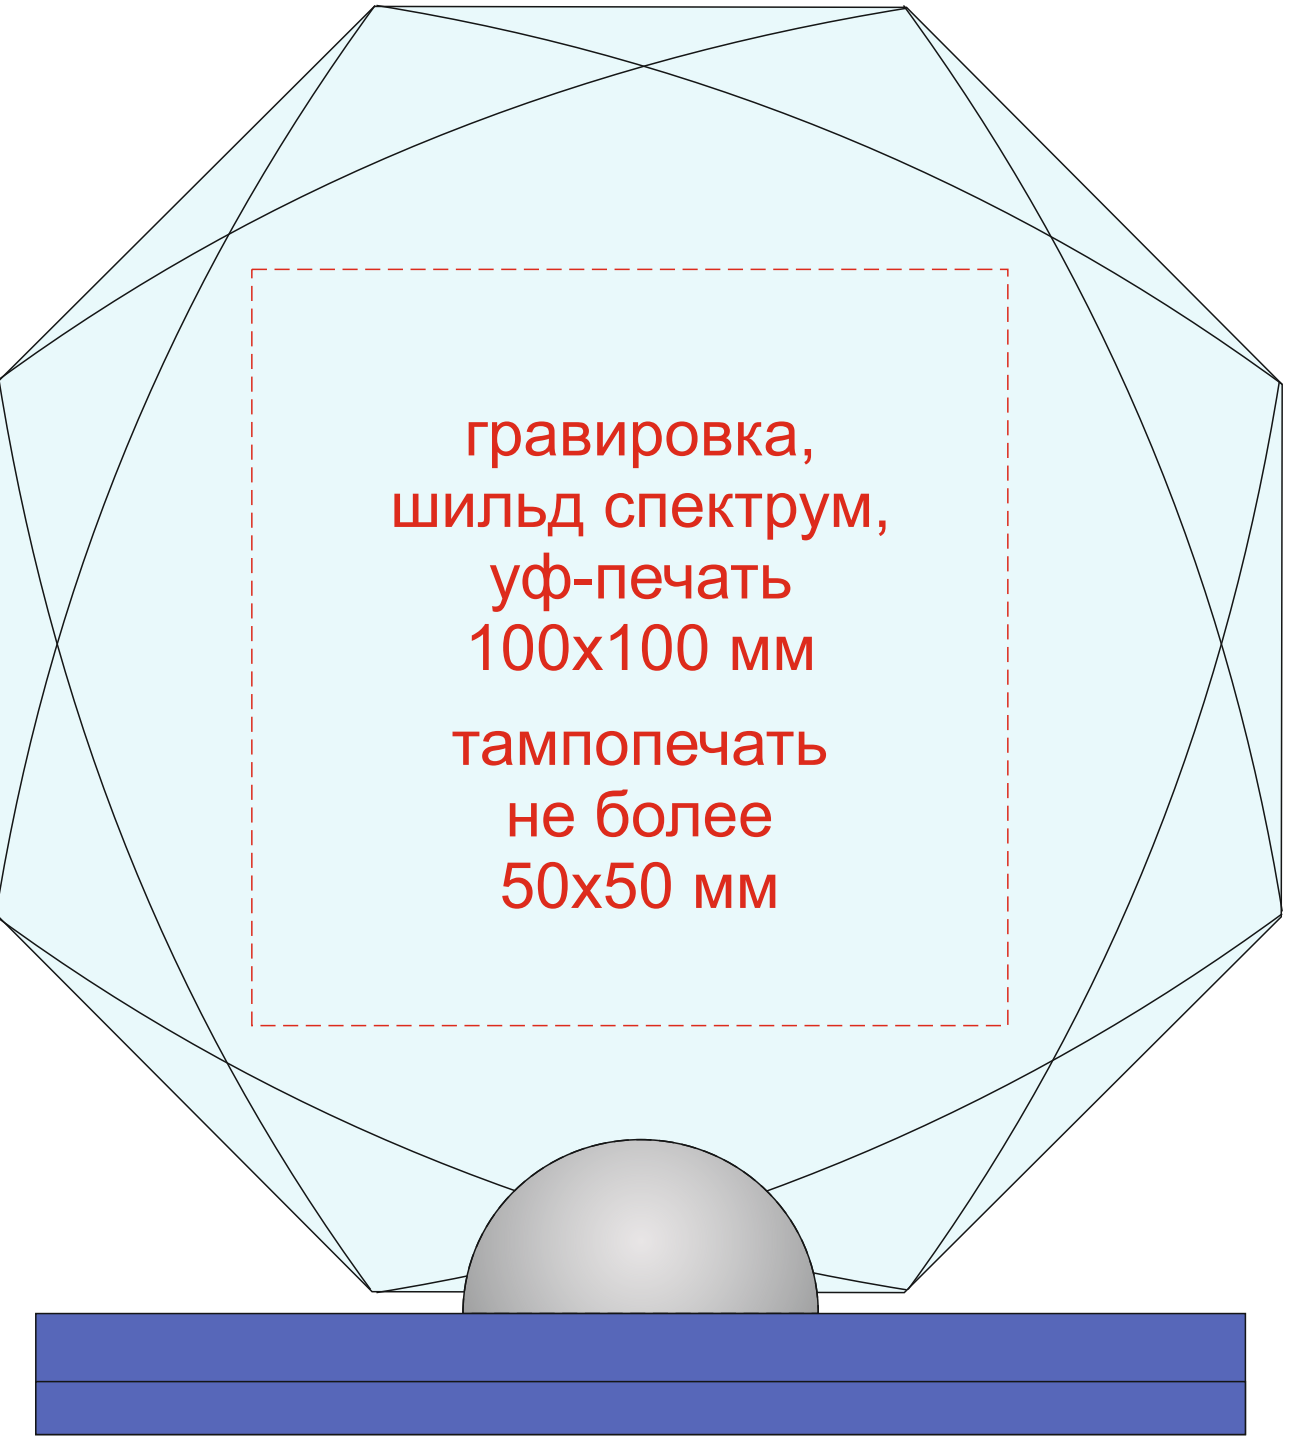 гравировка,
шильд спектрум,
уф-печать
100х100 мм
тампопечать
не более
50х50 мм